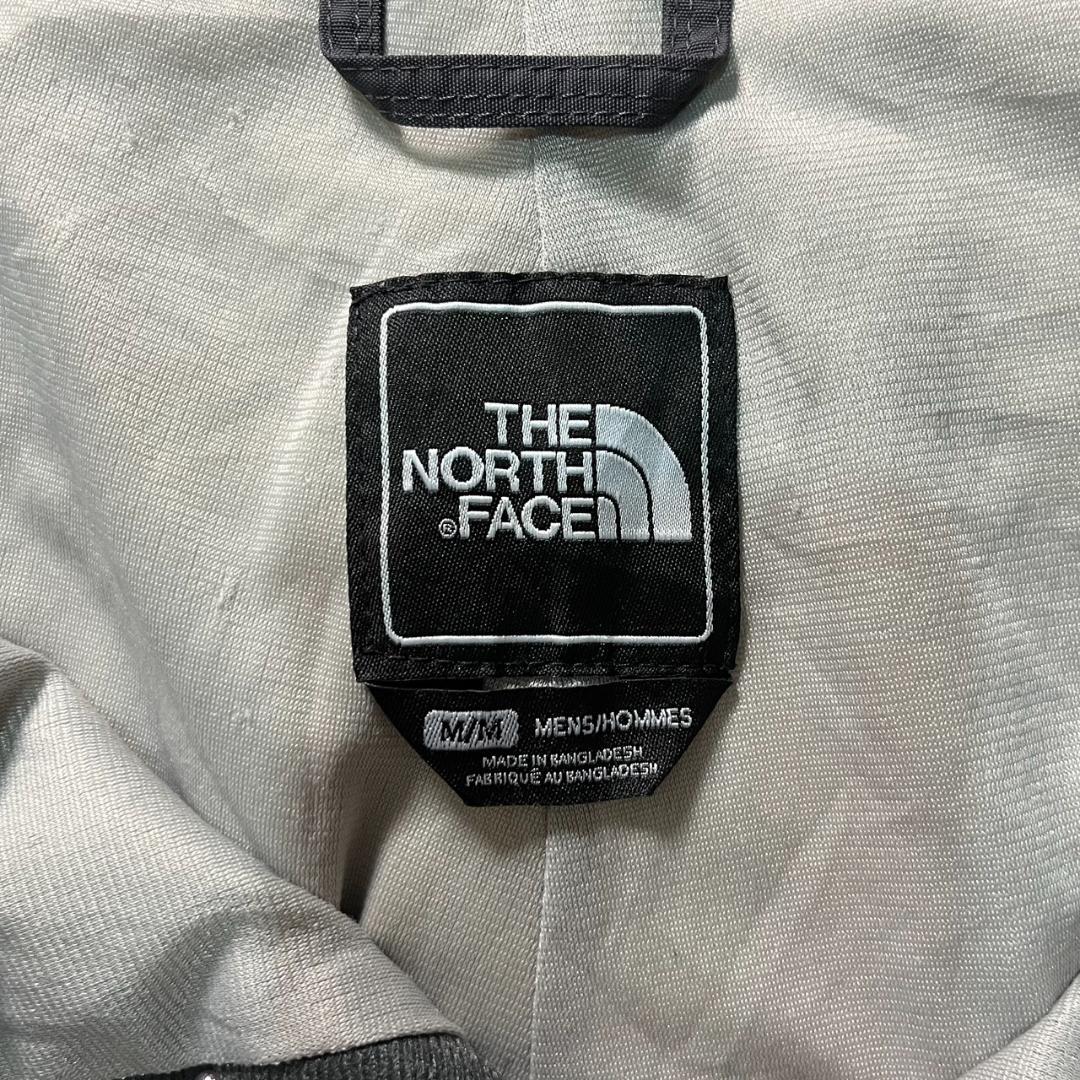 THE
NORTH
®FACE
M/M MENS/HOMMES
MADE IN BANGLADESH
FABRIQUÉ AU BANGLADESH